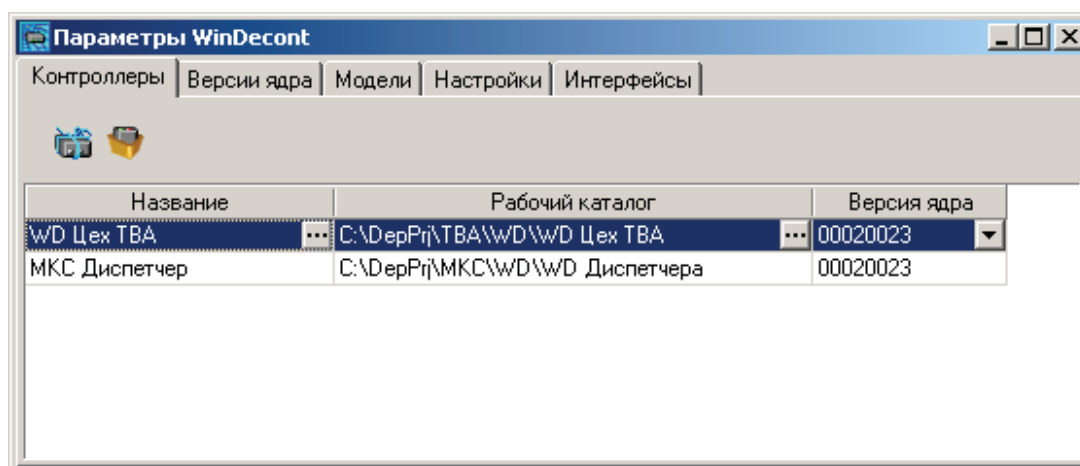 Параметры WinDecont
Контроллеры Версии ядра Модели Настройки Интерфейсы
Название Рабочий каталог Версия ядра
WD Цех ТВА ... C:\DepPrj\TBA\WD\WD Цех ТВА ... 00020023
МКС Диспетчер C:\DepPrj\МКС\WD\WD Диспетчера 00020023